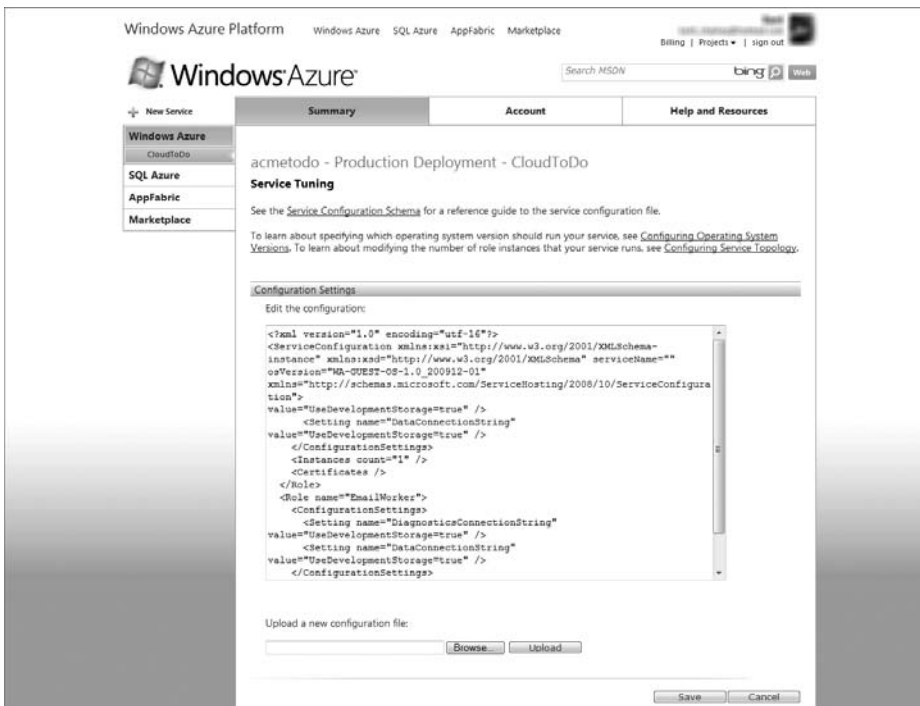 Windows Azure Platform Windows Azure SQL Azure AppFabric Marketplace
Billing | Projects | sign out
Windows Azure
Search MSDN bing Web
New Service Summary Account Help and Resources
Windows Azure
CloudToDo
SQL Azure
AppFabric
Marketplace
acmetodo - Production Deployment - CloudToDo
Service Tuning
See the Service Configuration Schema for a reference guide to the service configuration file.
To learn about specifying which operating system version should run your service, see Configuring Operating System
Versions. To learn about modifying the number of role instances that your service runs, see Configuring Service Topology.
Configuration Settings
Edit the configuration:
<?xml version="1.0" encoding="utf-16"?>
<ServiceConfiguration xmlns:xsi="http://www.w3.org/2001/XMLSchema-
instance" xmlns:xsd="http://www.w3.org/2001/XMLSchema" serviceName=""
osVersion="WA-GUEST-OS-1.0_200912-01"
xmlns="http://schemas.microsoft.com/ServiceHosting/2008/10/ServiceConfigura
tion">
value="UseDevelopmentStorage=true" />
<Setting name="DataConnectionString"
value="UseDevelopmentStorage=true" />
</ConfigurationSettings>
<Instances count="1" />
<Certificates />
</Role>
<Role name="EmailWorker">
<ConfigurationSettings>
<Setting name="DiagnosticsConnectionString"
value="UseDevelopmentStorage=true" />
<Setting name="DataConnectionString"
value="UseDevelopmentStorage=true" />
</ConfigurationSettings>
Upload a new configuration file:
Browse... Upload
Save Cancel